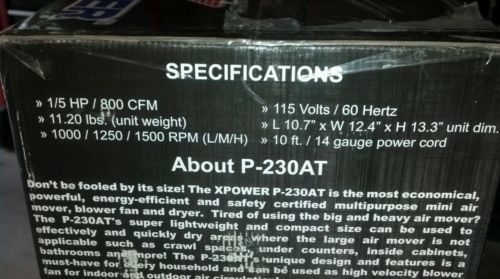 SPECIFICATIONS
» 1/5 HP / 800 CFM
» 11.20 lbs. (unit weight)
» 1000 / 1250 / 1500 RPM (L/M/H)
» 115 Volts / 60 Hertz
» L 10.7" x W 12.4" x H 13.3" unit dim.
» 10 ft. / 14 gauge power cord
About P-230AT
Don't be fooled by its size! The XPOWER P-230AT is the most economical,
powerful, energy-efficient and safety certified multipurpose mini air
mover, blower fan and dryer. Tired of using the big and heavy air mover?
The P-230AT's super lightweight and compact size can be used to
effectively and quickly dry areas where the large air mover is not
applicable such as crawl spaces, under counters, inside cabinets,
bathrooms and more! The P-230AT's unique design and features is a
must-have for every household and can be used as high velocity blower
fan for indoor and outdoor air